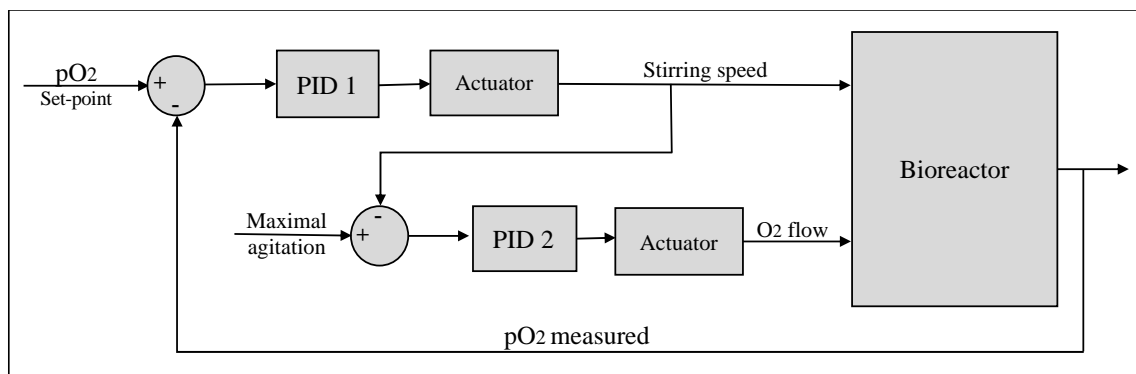 pO2
Set-point
+
-
PID 1
Actuator
Stirring speed
Bioreactor
Maximal
agitation
-
+
PID 2
Actuator
O2 flow
pO2 measured